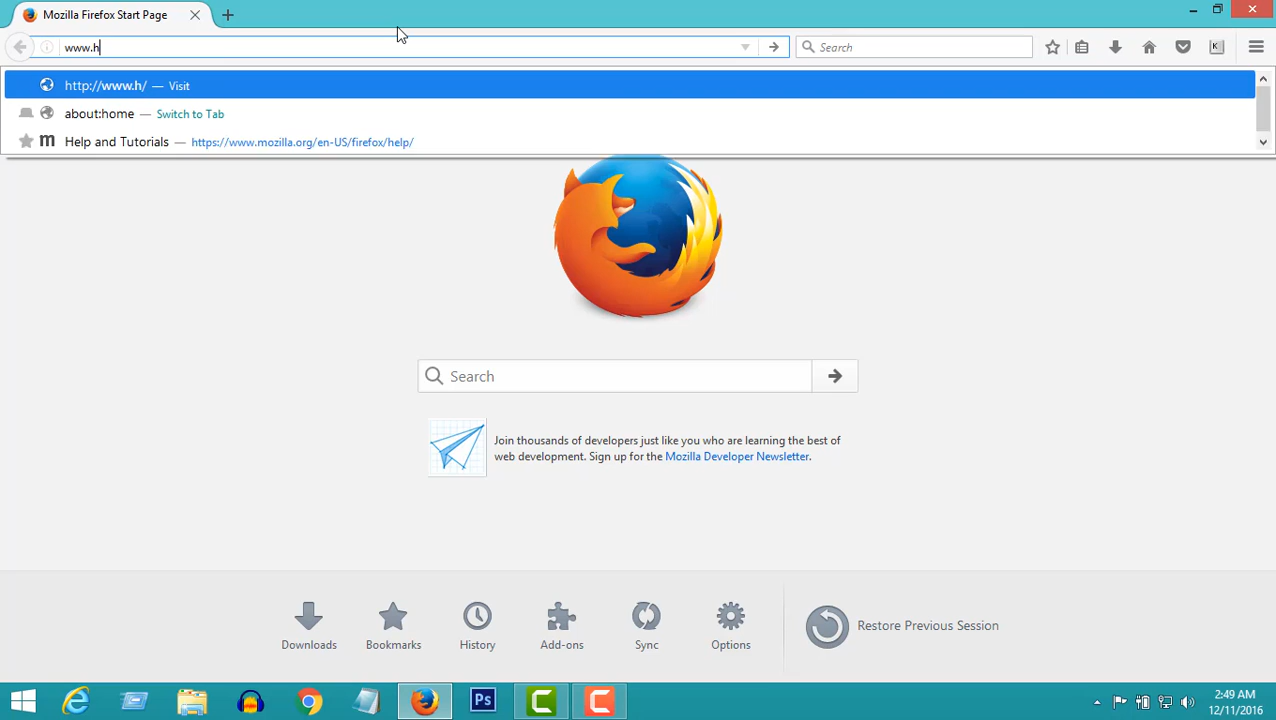 Mozilla Firefox Start Page
www.h
Search
http://www.h/ — Visit
about:home — Switch to Tab
Help and Tutorials — https://www.mozilla.org/en-US/firefox/help/
Search
Join thousands of developers just like you who are learning the best of
web development. Sign up for the Mozilla Developer Newsletter.
Downloads
Bookmarks
History
Add-ons
Sync
Options
Restore Previous Session
Ps
2:49 AM
12/11/2016